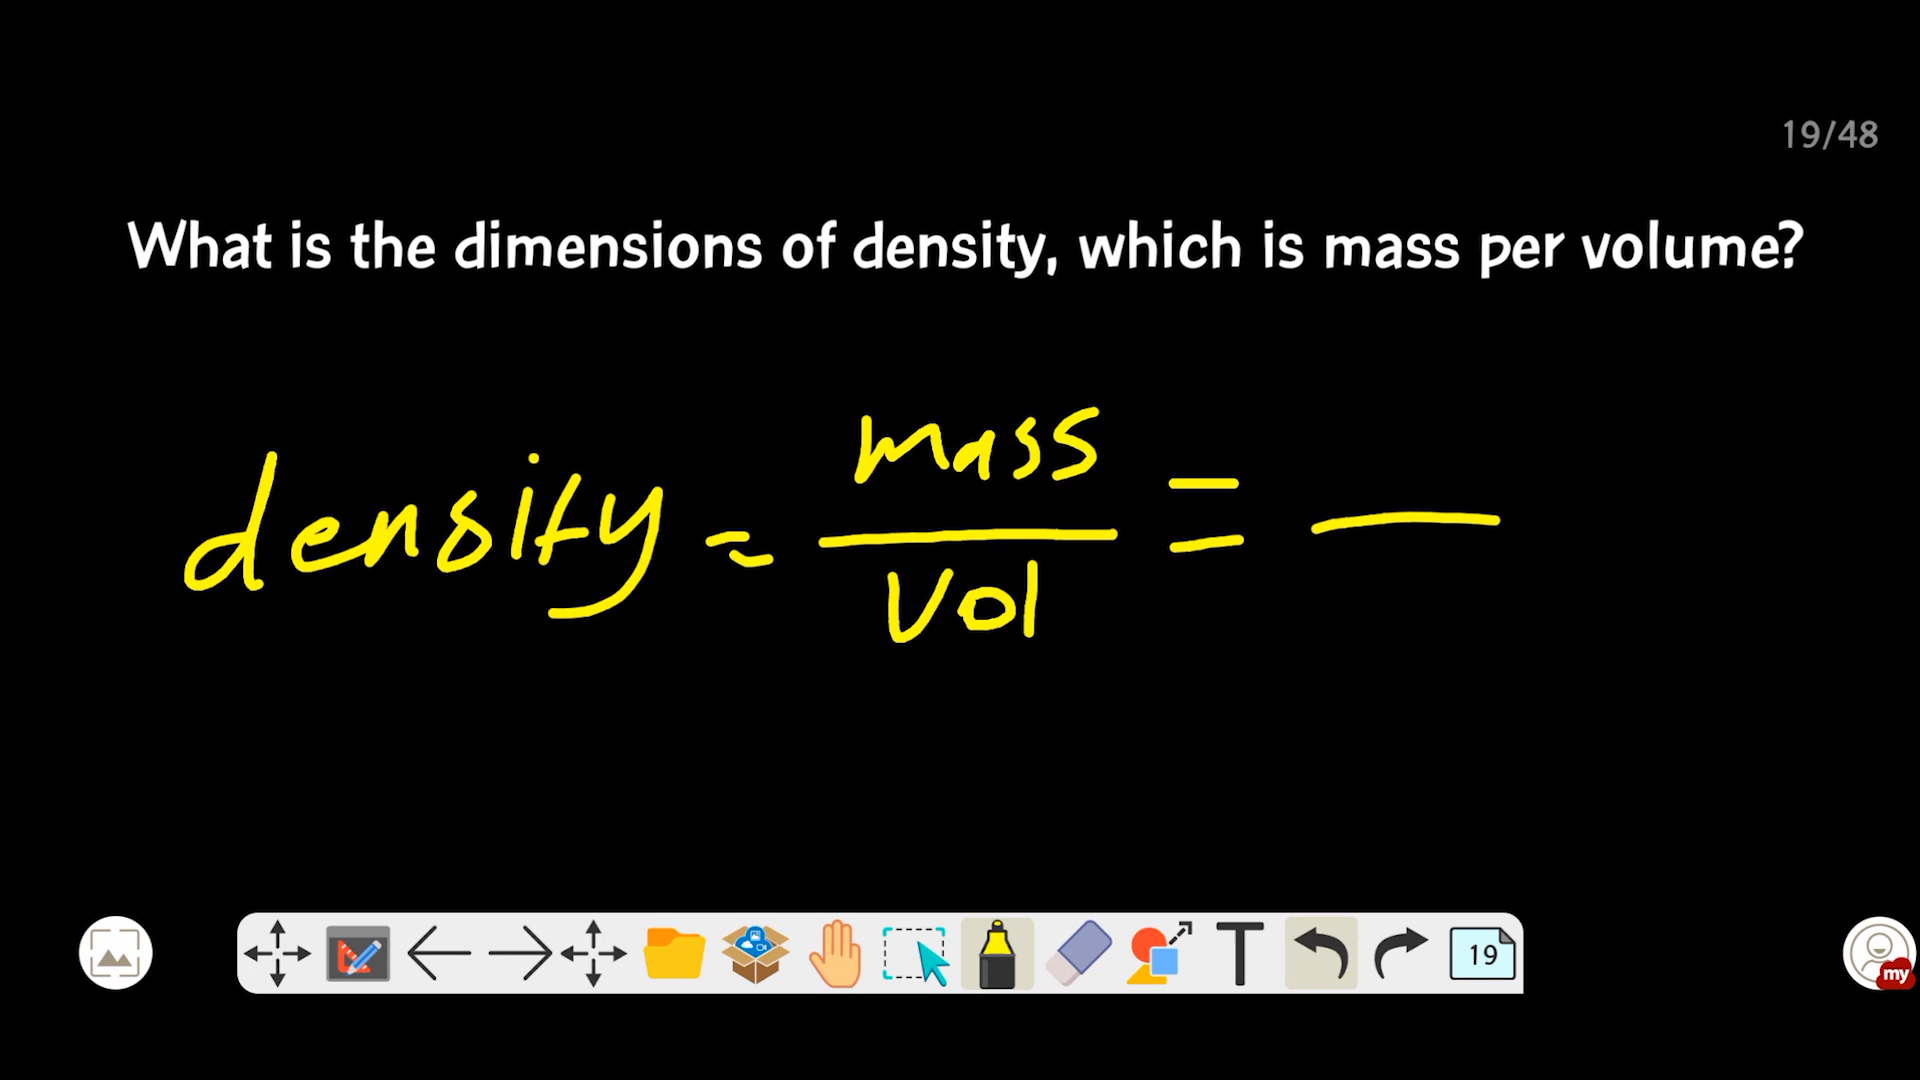 19/48
What is the dimensions of density, which is mass per volume?
density = mass / Vol = —
19
my